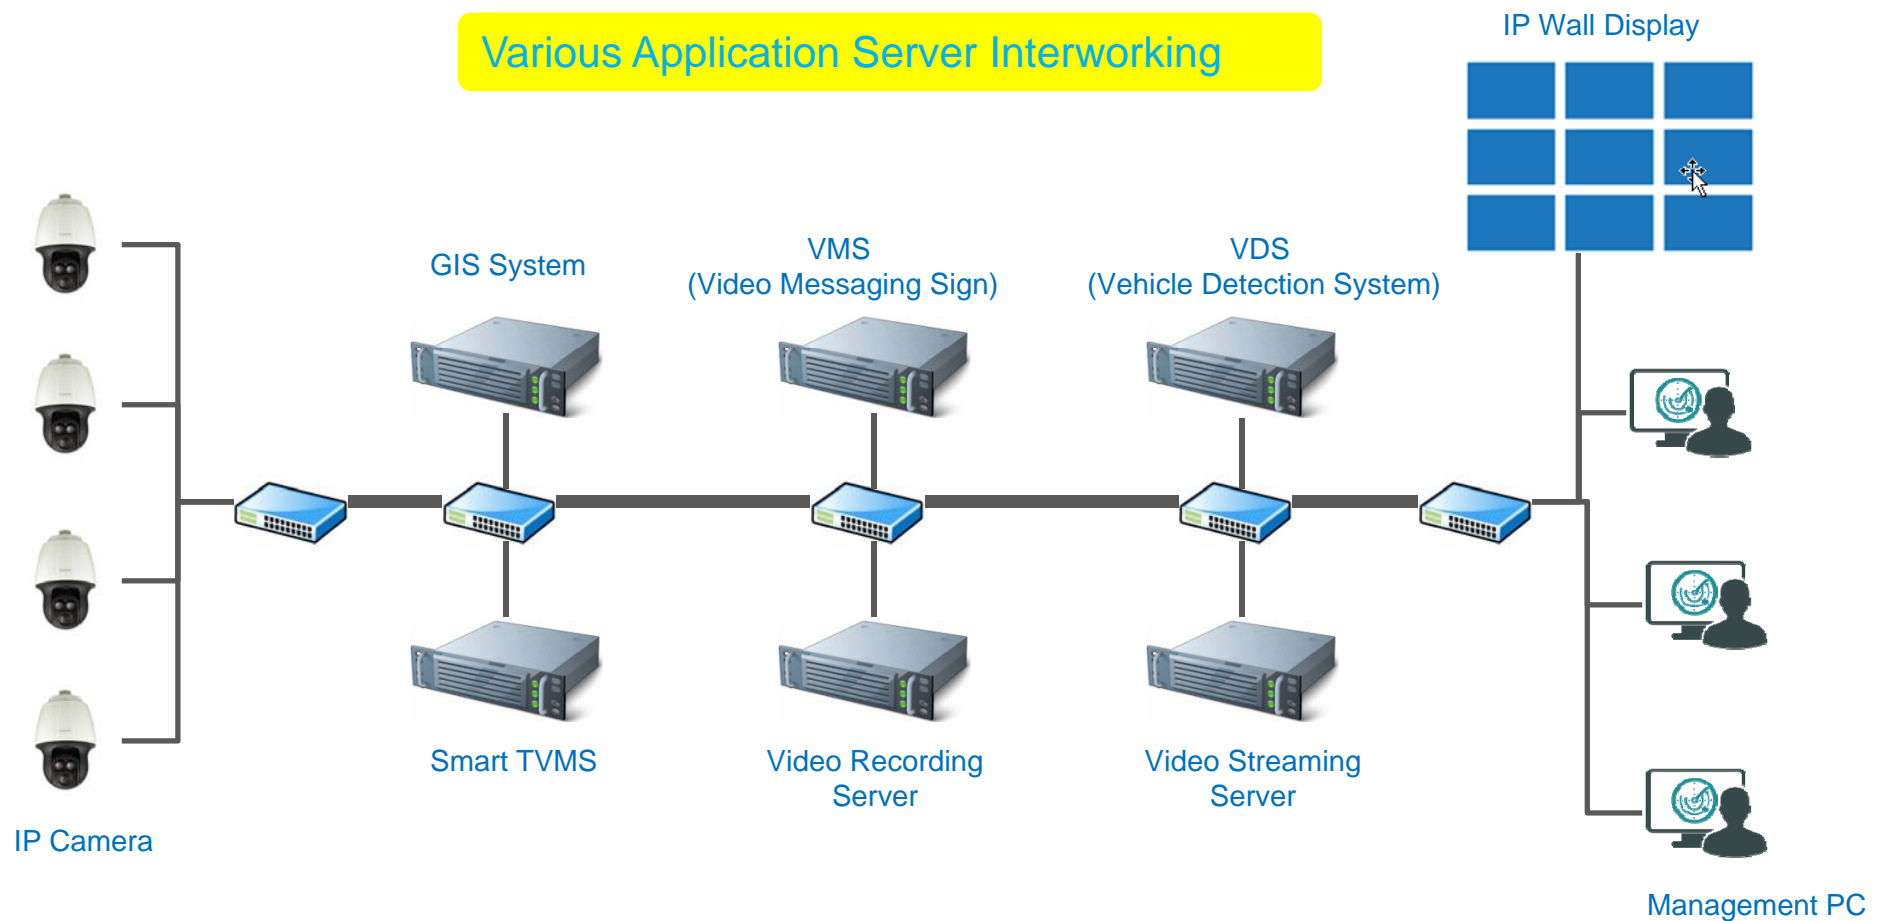 Various Application Server Interworking
IP Wall Display
GIS System
VMS
(Video Messaging Sign)
VDS
(Vehicle Detection System)
Smart TVMS
Video Recording
Server
Video Streaming
Server
IP Camera
Management PC